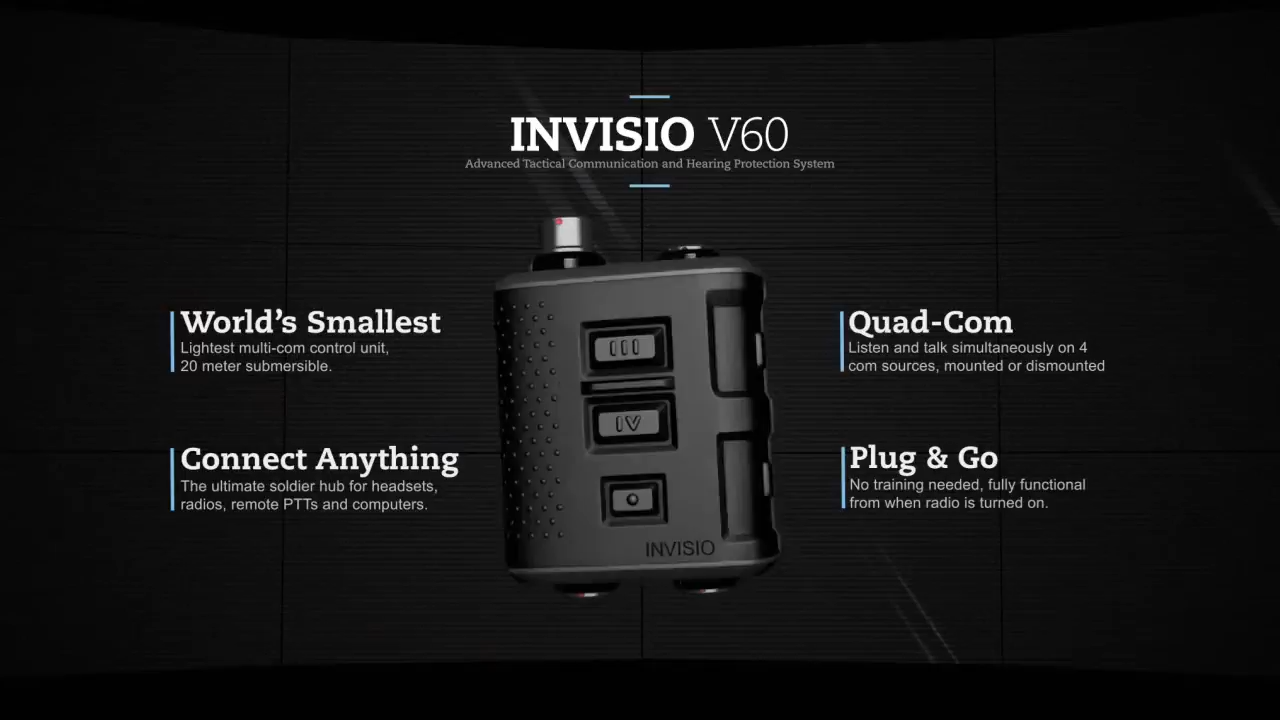 INVISIO V60
Advanced Tactical Communication and Hearing Protection System
World's Smallest
Lightest multi-com control unit,
20 meter submersible.
Connect Anything
The ultimate soldier hub for headsets,
radios, remote PTTs and computers.
Quad-Com
Listen and talk simultaneously on 4
com sources, mounted or dismounted
Plug & Go
No training needed, fully functional
from when radio is turned on.
III
IV
INVISIO